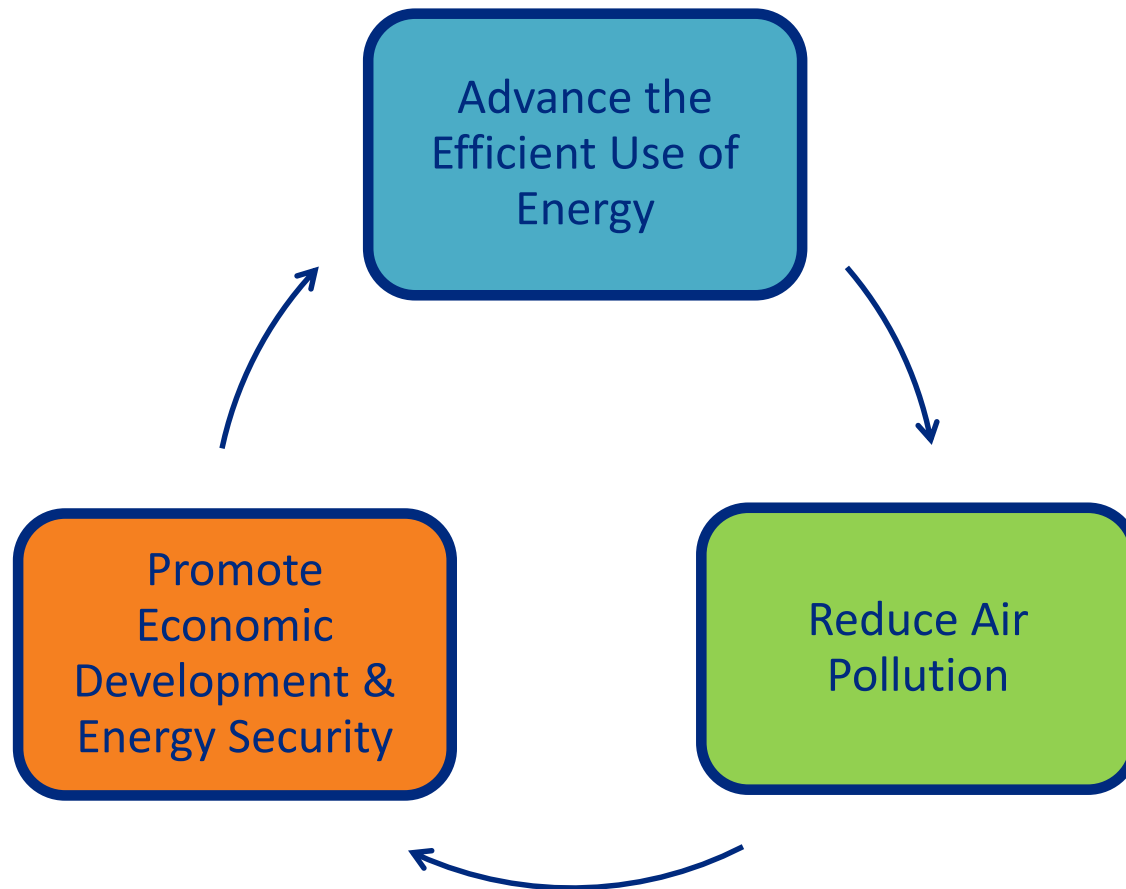 Advance the
Efficient Use of
Energy
Promote
Economic
Development &
Energy Security
Reduce Air
Pollution